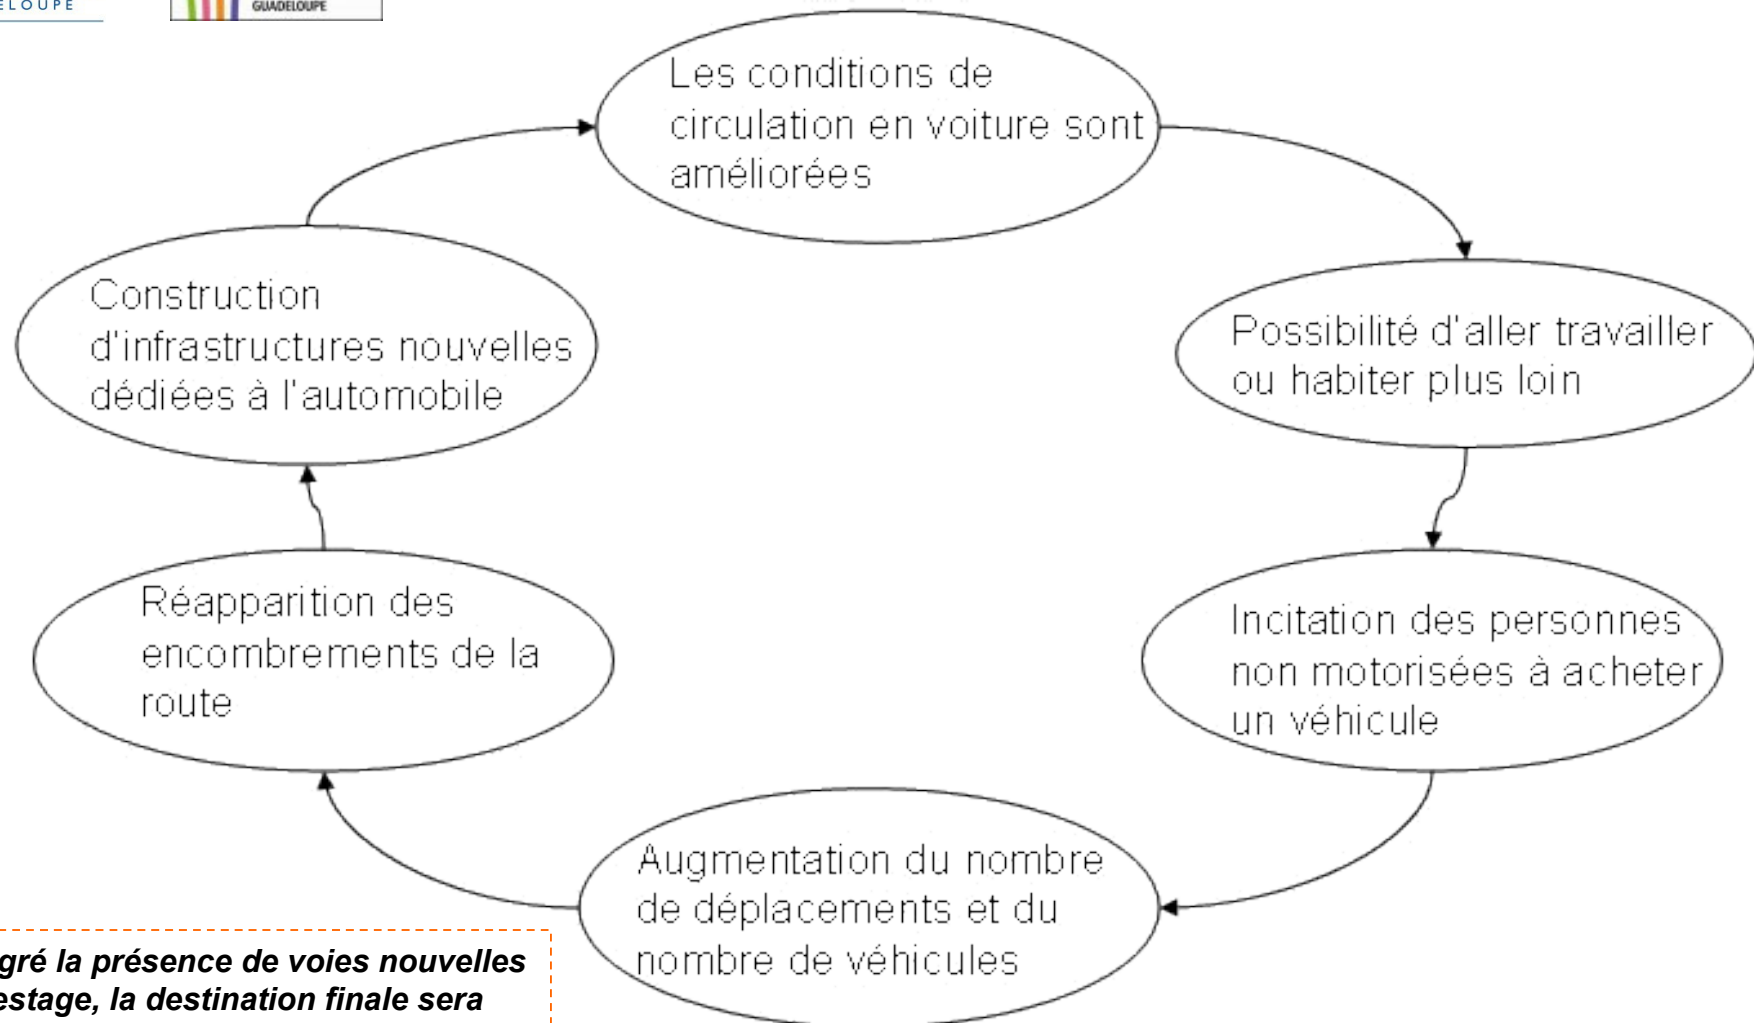 GUADELOUPE
Les conditions de
circulation en voiture sont
améliorées
Construction
d'infrastructures nouvelles
dédiées à l'automobile
Possibilité d'aller travailler
ou habiter plus loin
Réapparition des
encombrements de la
route
Incitation des personnes
non motorisées à acheter
un véhicule
Augmentation du nombre
de déplacements et du
nombre de véhicules
gré la présence de voies nouvelles
estage, la destination finale sera